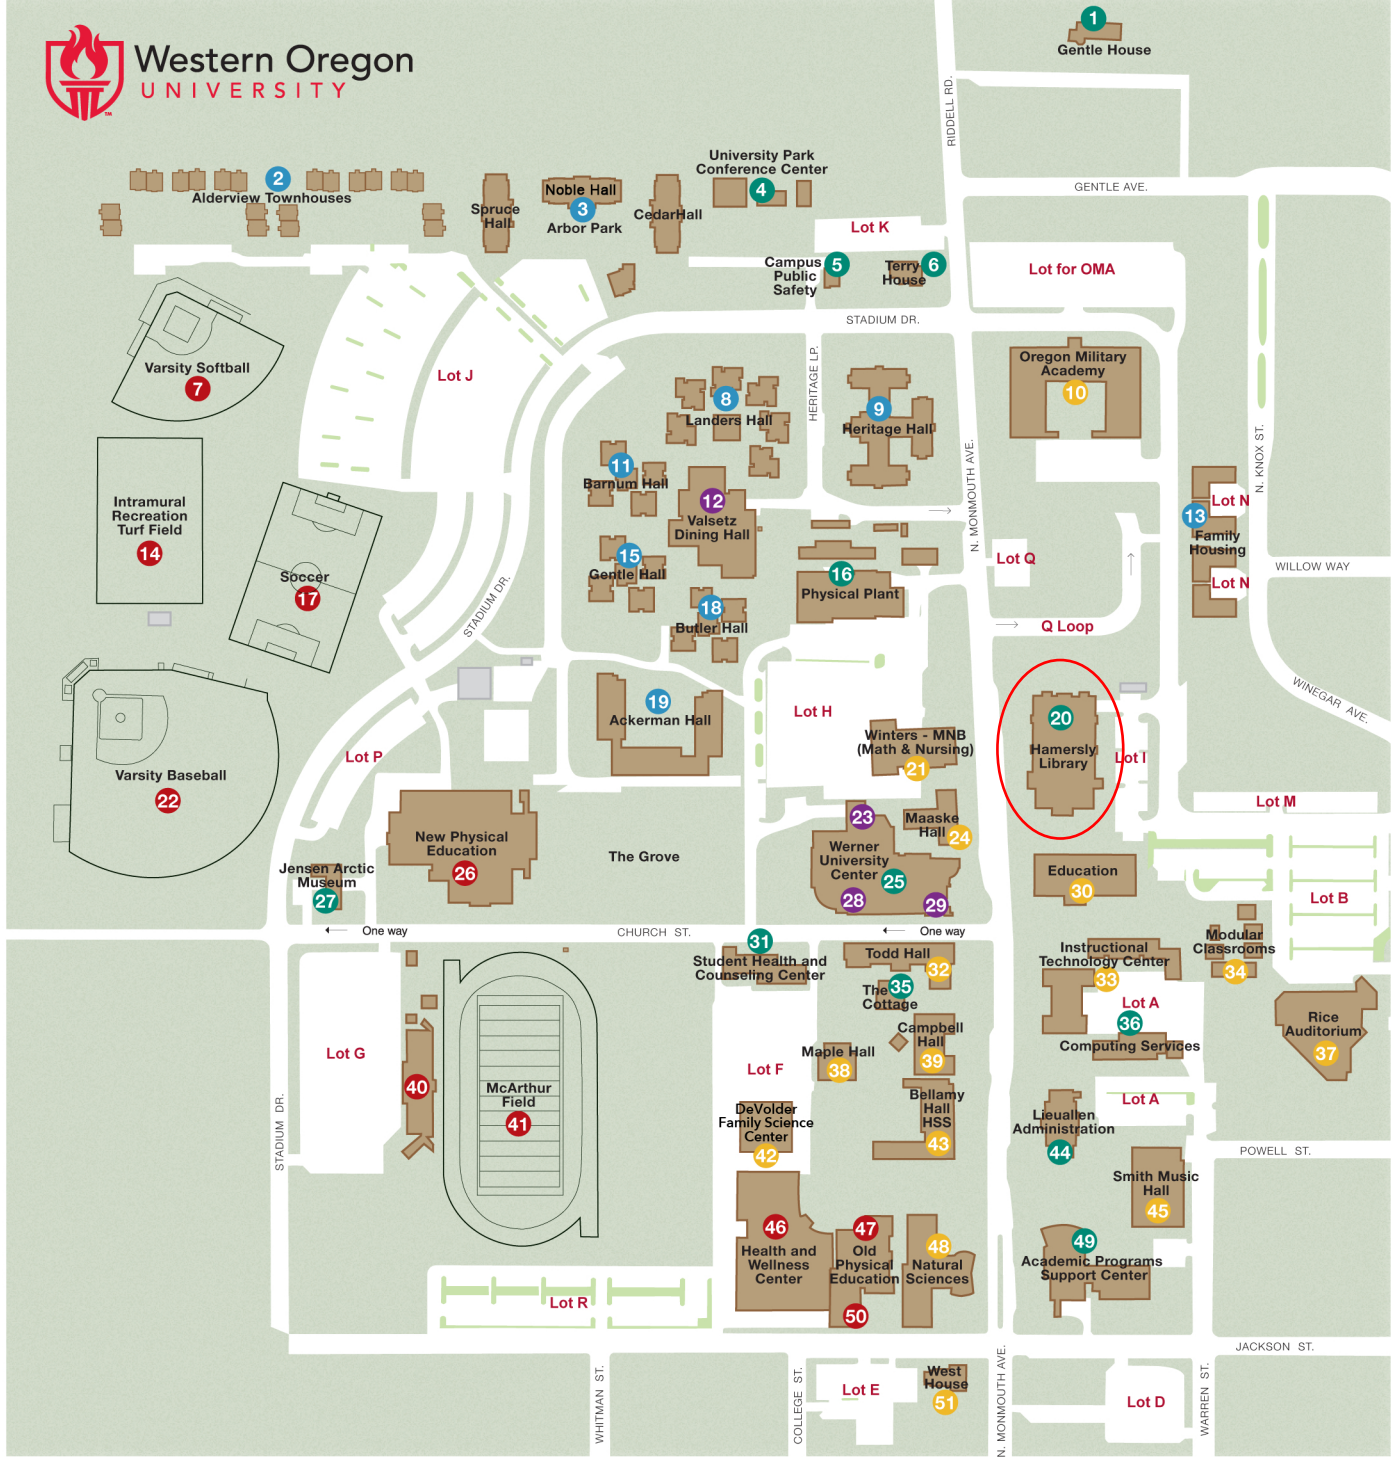 1
Gentle House
Western Oregon
UNIVERSITY
TM
RIDDELL RD.
University Park
Conference Center
4
2
Alderview Townhouses
Spruce
Hall
Noble Hall
3
Arbor Park
CedarHall
GENTLE AVE.
Lot K
Campus
Public
Safety
5
Terry
House
6
Lot for OMA
STADIUM DR.
Varsity Softball
7
Lot J
HERITAGE LP.
8
Landers Hall
9
Heritage Hall
Oregon Military
Academy
10
N. MONMOUTH AVE.
N. KNOX ST.
11
Barnum Hall
12
Valsetz
Dining Hall
Lot N
13
Family
Housing
Lot N
Intramural
Recreation
Turf Field
14
Soccer
17
STADIUM DR.
15
Gentle Hall
16
Physical Plant
Lot Q
WILLOW WAY
18
Butler Hall
Q Loop
WINEGAR AVE.
19
Ackerman Hall
Lot H
20
Hamersly
Library
Lot I
Winters - MNB
(Math & Nursing)
21
Lot P
Varsity Baseball
22
Lot M
23
Maaske
Hall
24
New Physical
Education
26
The Grove
Werner
University
Center
25
28
29
Jensen Arctic
Museum
27
Education
30
Lot B
One way
CHURCH ST.
One way
31
Student Health and
Counseling Center
Todd Hall
32
Instructional
Technology Center
33
Modular
Classrooms
34
The
Cottage
35
Lot A
36
Computing Services
Rice
Auditorium
37
Campbell
Hall
39
Maple Hall
38
Lot G
40
McArthur
Field
41
Lot F
Bellamy
Hall
HSS
43
DeVolder
Family Science
Center
42
Lot A
Lieuallen
Administration
44
STADIUM DR.
POWELL ST.
Smith Music
Hall
45
46
Health and
Wellness
Center
47
Old
Physical
Education
50
48
Natural
Sciences
49
Academic Programs
Support Center
Lot R
JACKSON ST.
WHITMAN ST.
COLLEGE ST.
Lot E
West
House
51
N. MONMOUTH AVE.
Lot D
WARREN ST.